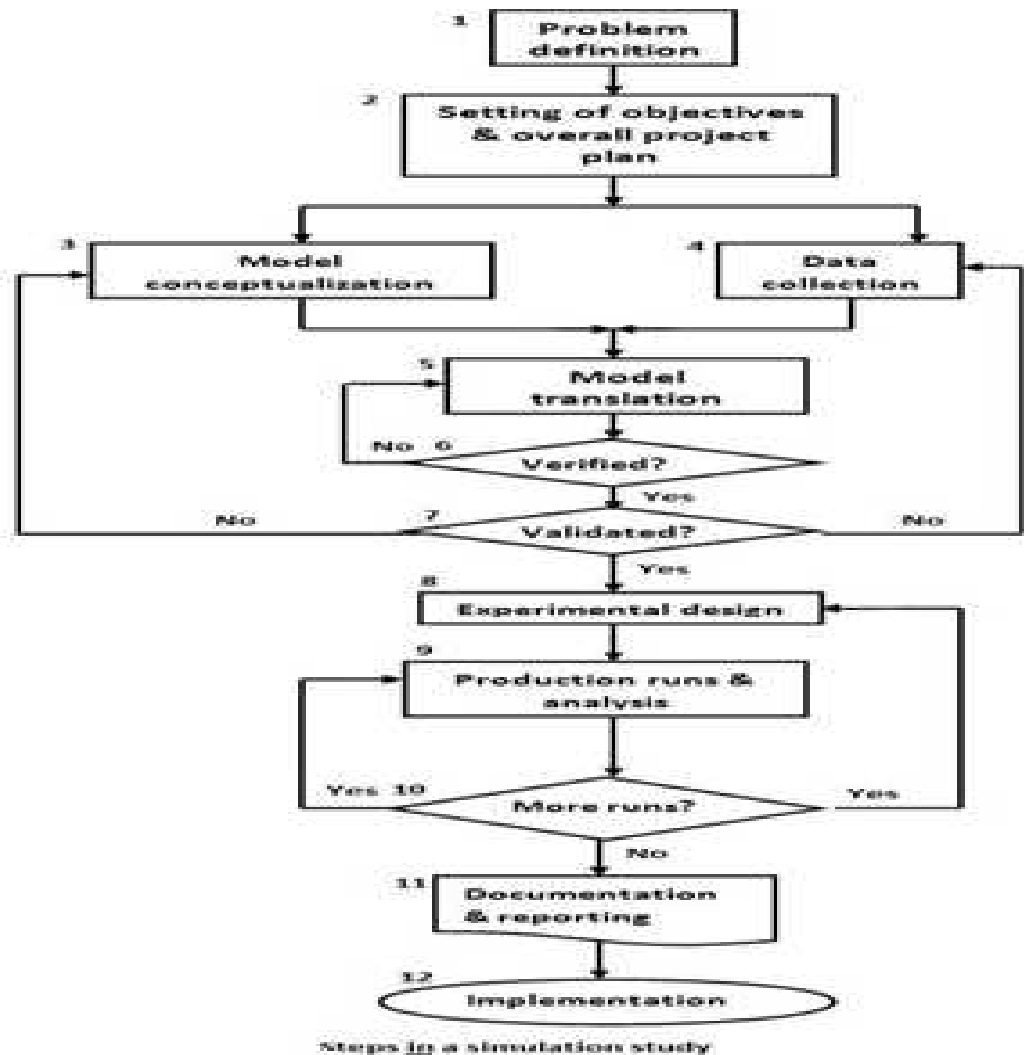 1
Problem
definition
2
Setting of objectives
& overall project
plan
3
Model
conceptualization
4
Data
collection
5
Model
translation
No 6
Verified?
Yes
No
7
Validated?
No
Yes
8
Experimental design
9
Production runs &
analysis
Yes 10
More runs?
Yes
No
11
Documentation
& reporting
12
Implementation
Steps in a simulation study